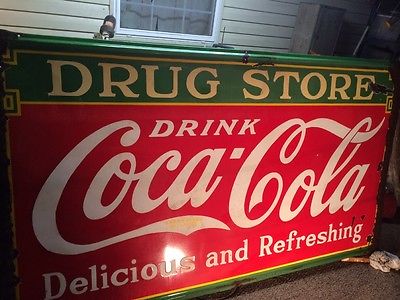 DRUG STORE
DRINK
Coca-Cola
Delicious and Refreshing